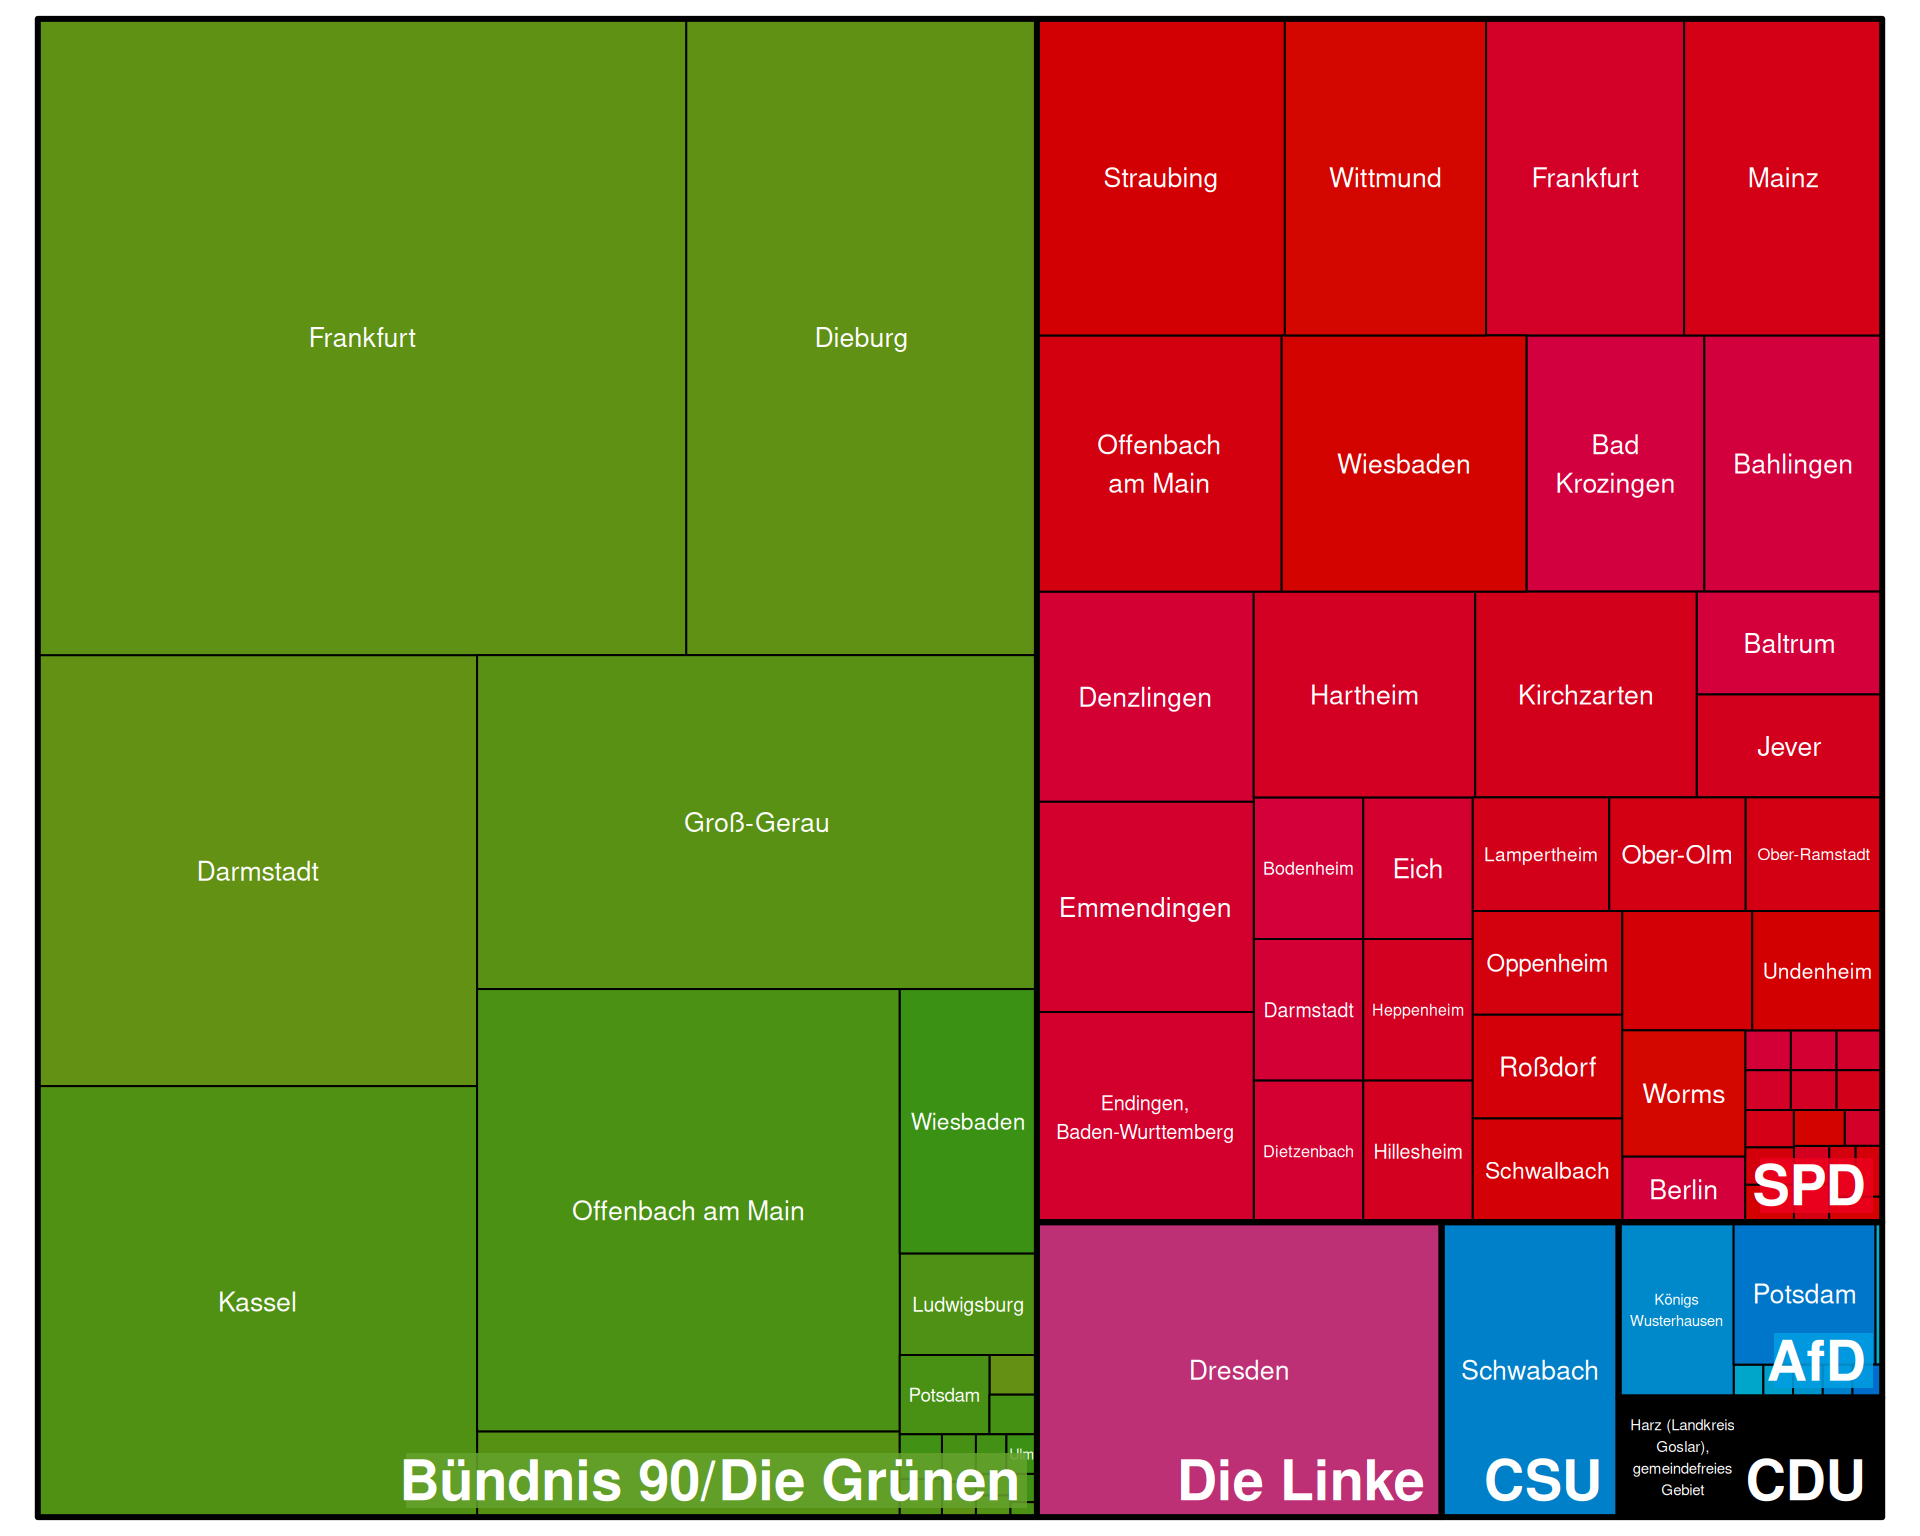 Frankfurt
Dieburg
Darmstadt
Groß-Gerau
Kassel
Offenbach am Main
Wiesbaden
Ludwigsburg
Potsdam
Ulm
Bündnis 90/Die Grünen
Straubing
Wittmund
Frankfurt
Mainz
Offenbach
am Main
Wiesbaden
Bad
Krozingen
Bahlingen
Denzlingen
Hartheim
Kirchzarten
Baltrum
Jever
Emmendingen
Bodenheim
Eich
Lampertheim
Ober-Olm
Ober-Ramstadt
Darmstadt
Heppenheim
Oppenheim
Undenheim
Roßdorf
Worms
Endingen,
Baden-Wurttemberg
Dietzenbach
Hillesheim
Schwalbach
Berlin
SPD
Dresden
Die Linke
Schwabach
CSU
Königs
Wusterhausen
Potsdam
AfD
Harz (Landkreis
Goslar),
gemeindefreies
Gebiet
CDU